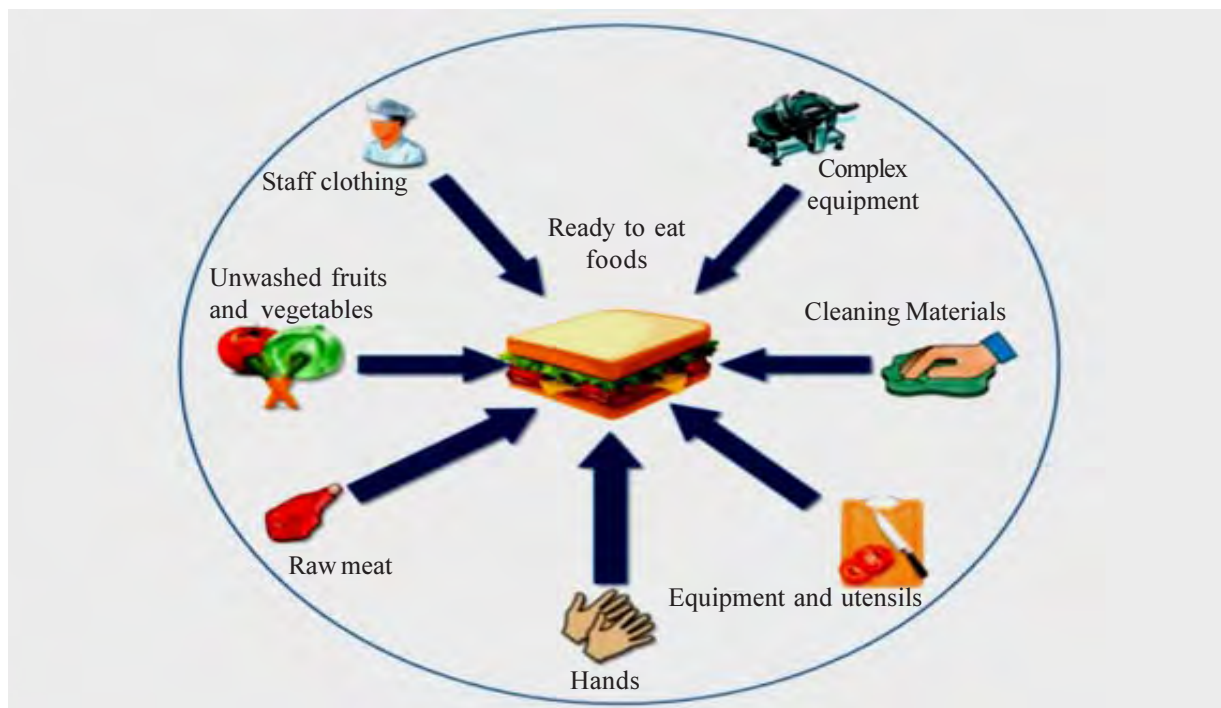 Staff clothing
Complex
equipment
Ready to eat
foods
Unwashed fruits
and vegetables
Cleaning Materials
Raw meat
Equipment and utensils
Hands